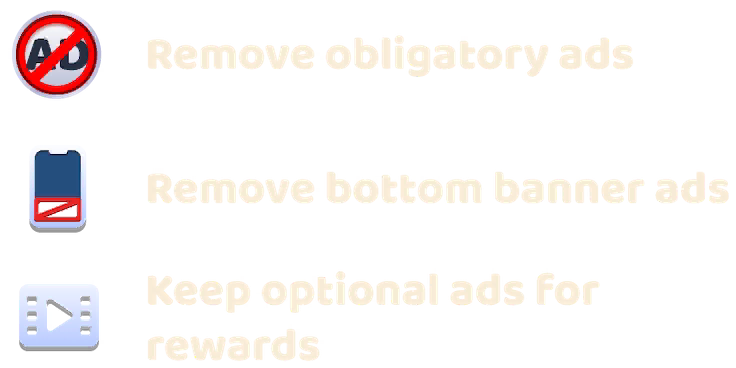 AD
Remove obligatory ads
Remove bottom banner ads
Keep optional ads for
rewards